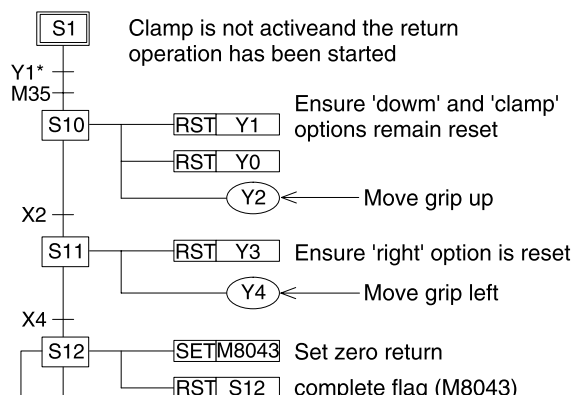 S1
Clamp is not activeand the return
operation has been started
Y1*
M35
S10
RST Y1
Ensure 'dowm' and 'clamp'
options remain reset
RST Y0
Y2
Move grip up
X2
S11
RST Y3
Ensure 'right' option is reset
Y4
Move grip left
X4
S12
SET M8043
Set zero return
RST S12
complete flag (M8043)